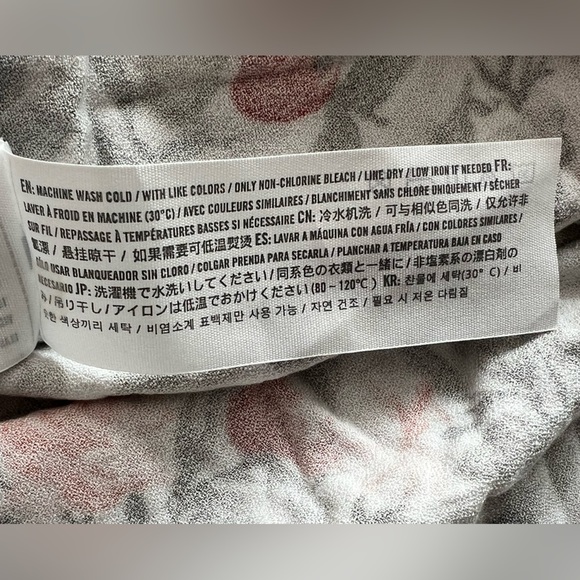 EN: MACHINE WASH COLD / WITH LIKE COLORS / ONLY NON-CHLORINE BLEACH / LINE DRY / LOW IRON IF NEEDED FR:
LAVER À FROID EN MACHINE (30°C) / AVEC COULEURS SIMILAIRES / BLANCHIMENT SANS CHLORE UNIQUEMENT / SÉCHER
SUR FIL / REPASSAGE À TEMPÉRATURES BASSES SI NÉCESSAIRE CN: 冷水机洗 / 可与相似色同洗 / 仅允许非
氯漂 / 悬挂晾干 / 如果需要可低温熨烫 ES: LAVAR A MÁQUINA CON AGUA FRÍA / CON COLORES SIMILARES /
SÓLO USAR BLANQUEADOR SIN CLORO / COLGAR PRENDA PARA SECARLA / PLANCHAR A TEMPERATURA BAJA EN CASO
NECESARIO JP: 洗濯機で水洗いしてください / 同系色の衣類と一緒に / 非塩素系の漂白剤の
み / 吊り干し / アイロンは低温でおかけください (80~120℃) KR: 찬물에 세탁(30° C) / 비
슷한 색상끼리 세탁 / 비염소계 표백제만 사용 가능 / 자연 건조 / 필요 시 저온 다림질